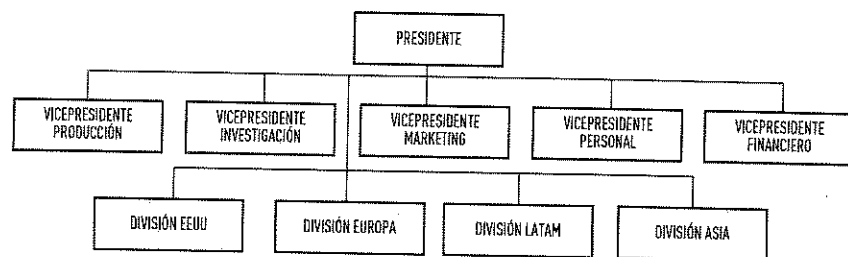 PRESIDENTE
VICEPRESIDENTE
PRODUCCIÓN
VICEPRESIDENTE
INVESTIGACIÓN
VICEPRESIDENTE
MARKETING
VICEPRESIDENTE
PERSONAL
VICEPRESIDENTE
FINANCIERO
DIVISIÓN EEUU
DIVISIÓN EUROPA
DIVISIÓN LATAM
DIVISIÓN ASIA